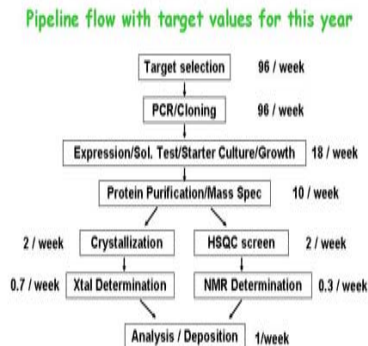 Pipeline flow with target values for this year
Target selection 96 / week
PCR/Cloning 96 / week
Expression/Sol. Test/Starter Culture/Growth 18 / week
Protein Purification/Mass Spec 10 / week
2 / week Crystallization HSQC screen 2 / week
0.7 / week Xtal Determination NMR Determination 0.3 / week
Analysis / Deposition 1/week